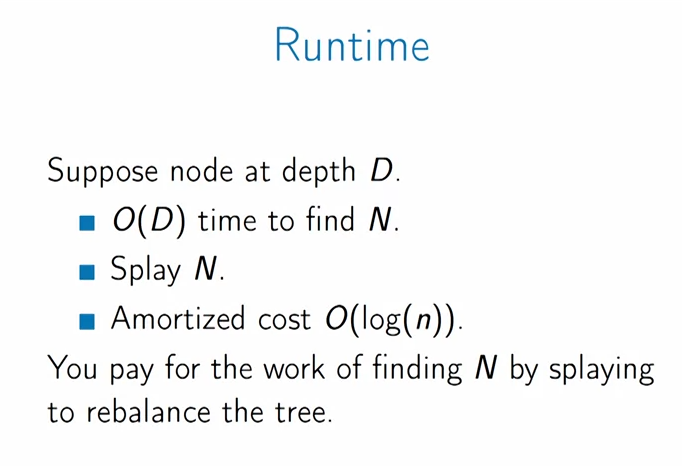 Runtime
Suppose node at depth D.
■ O(D) time to find N.
■ Splay N.
■ Amortized cost O(log(n)).
You pay for the work of finding N by splaying
to rebalance the tree.